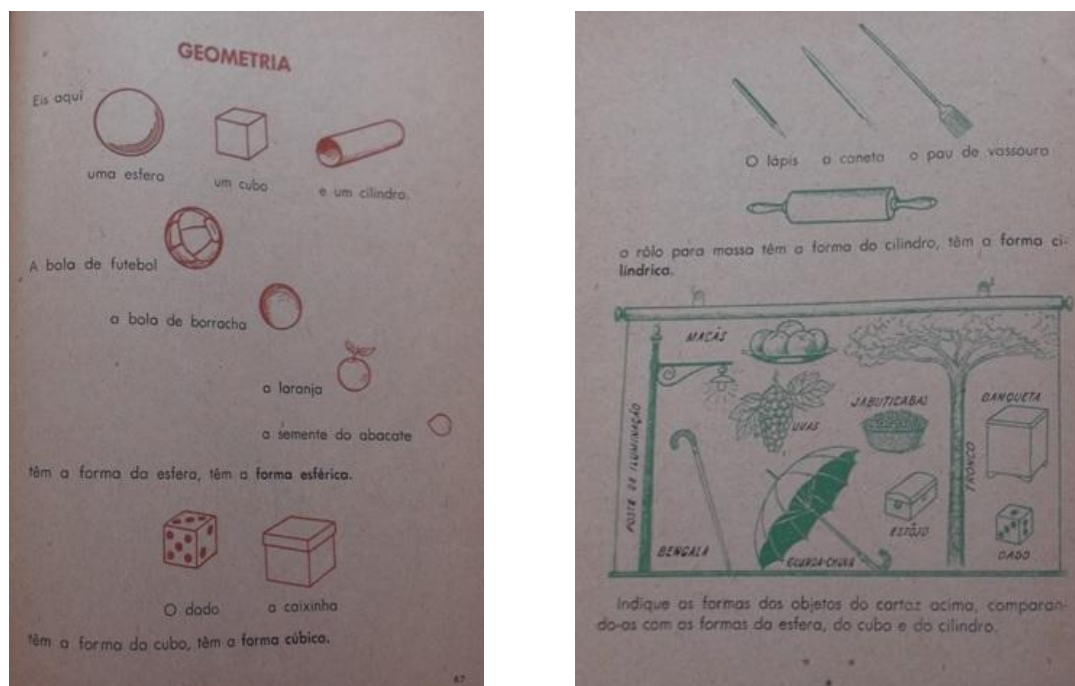 GEOMETRIA
Eis aqui
uma esfera
um cubo
e um cilindro.
A bola de futebol
a bola de borracha
a laranja
a semente do abacate
têm a forma da esfera, têm a forma esférica.
O dado a caixinha
têm a forma do cubo, têm a forma cúbica.
67
O lápis a caneta o pau de vassoura
o rôlo para massa têm a forma do cilindro, têm a forma ci-
líndrica.
MAÇÃS
JABUTICABAS
BANQUETA
UVAS
POSTE DE ILUMINAÇÃO
TRONCO
ESTÔJO
BENGALA
GUARDA-CHUVA
DADO
Indique as formas dos objetos do cartaz acima, comparan-
do-as com as formas da esfera, do cubo e do cilindro.